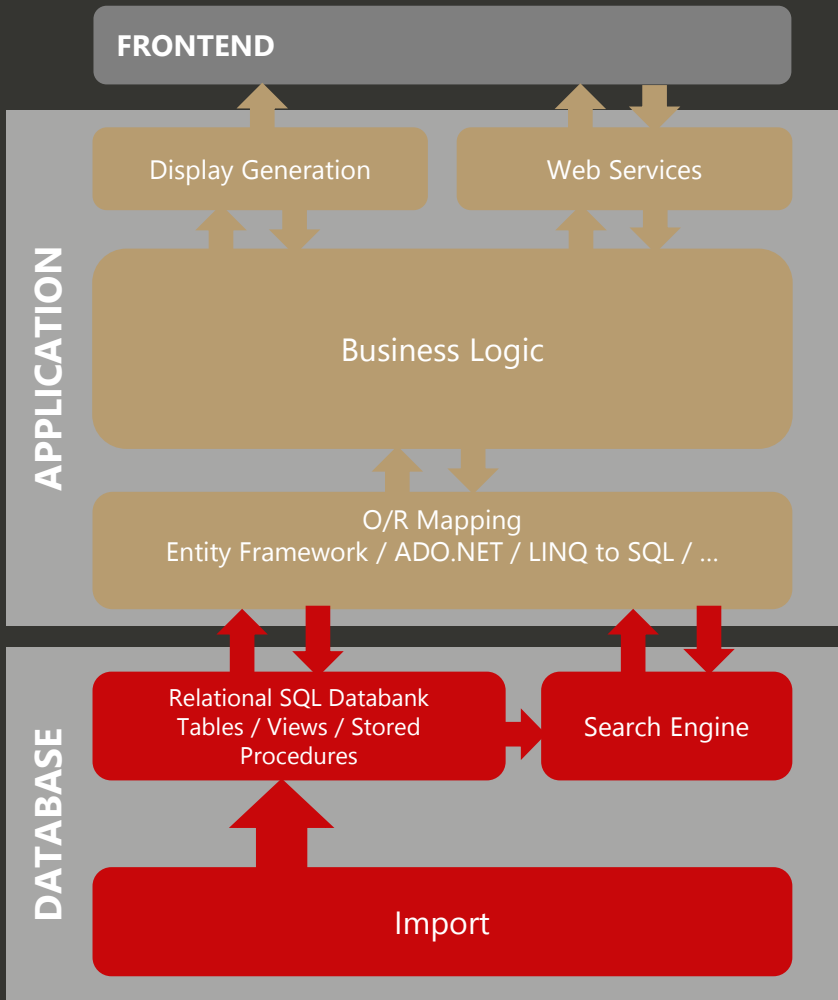 FRONTEND
APPLICATION
Display Generation
Web Services
Business Logic
O/R Mapping
Entity Framework / ADO.NET / LINQ to SQL / ...
DATABASE
Relational SQL Databank
Tables / Views / Stored
Procedures
Search Engine
Import